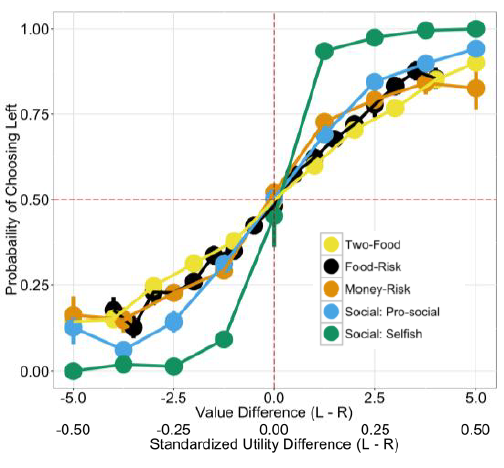 Probabaility of Choosing Left
1.00
0.75
0.50
0.25
0.00
Two-Food
Food-Risk
Money-Risk
Social: Pro-social
Social: Selfish
-5.0 -2.5 0.0 2.5 5.0
Value Difference (L - R)
-0.50 -0.25 0.00 0.25 0.50
Standardized Utility Difference (L - R)